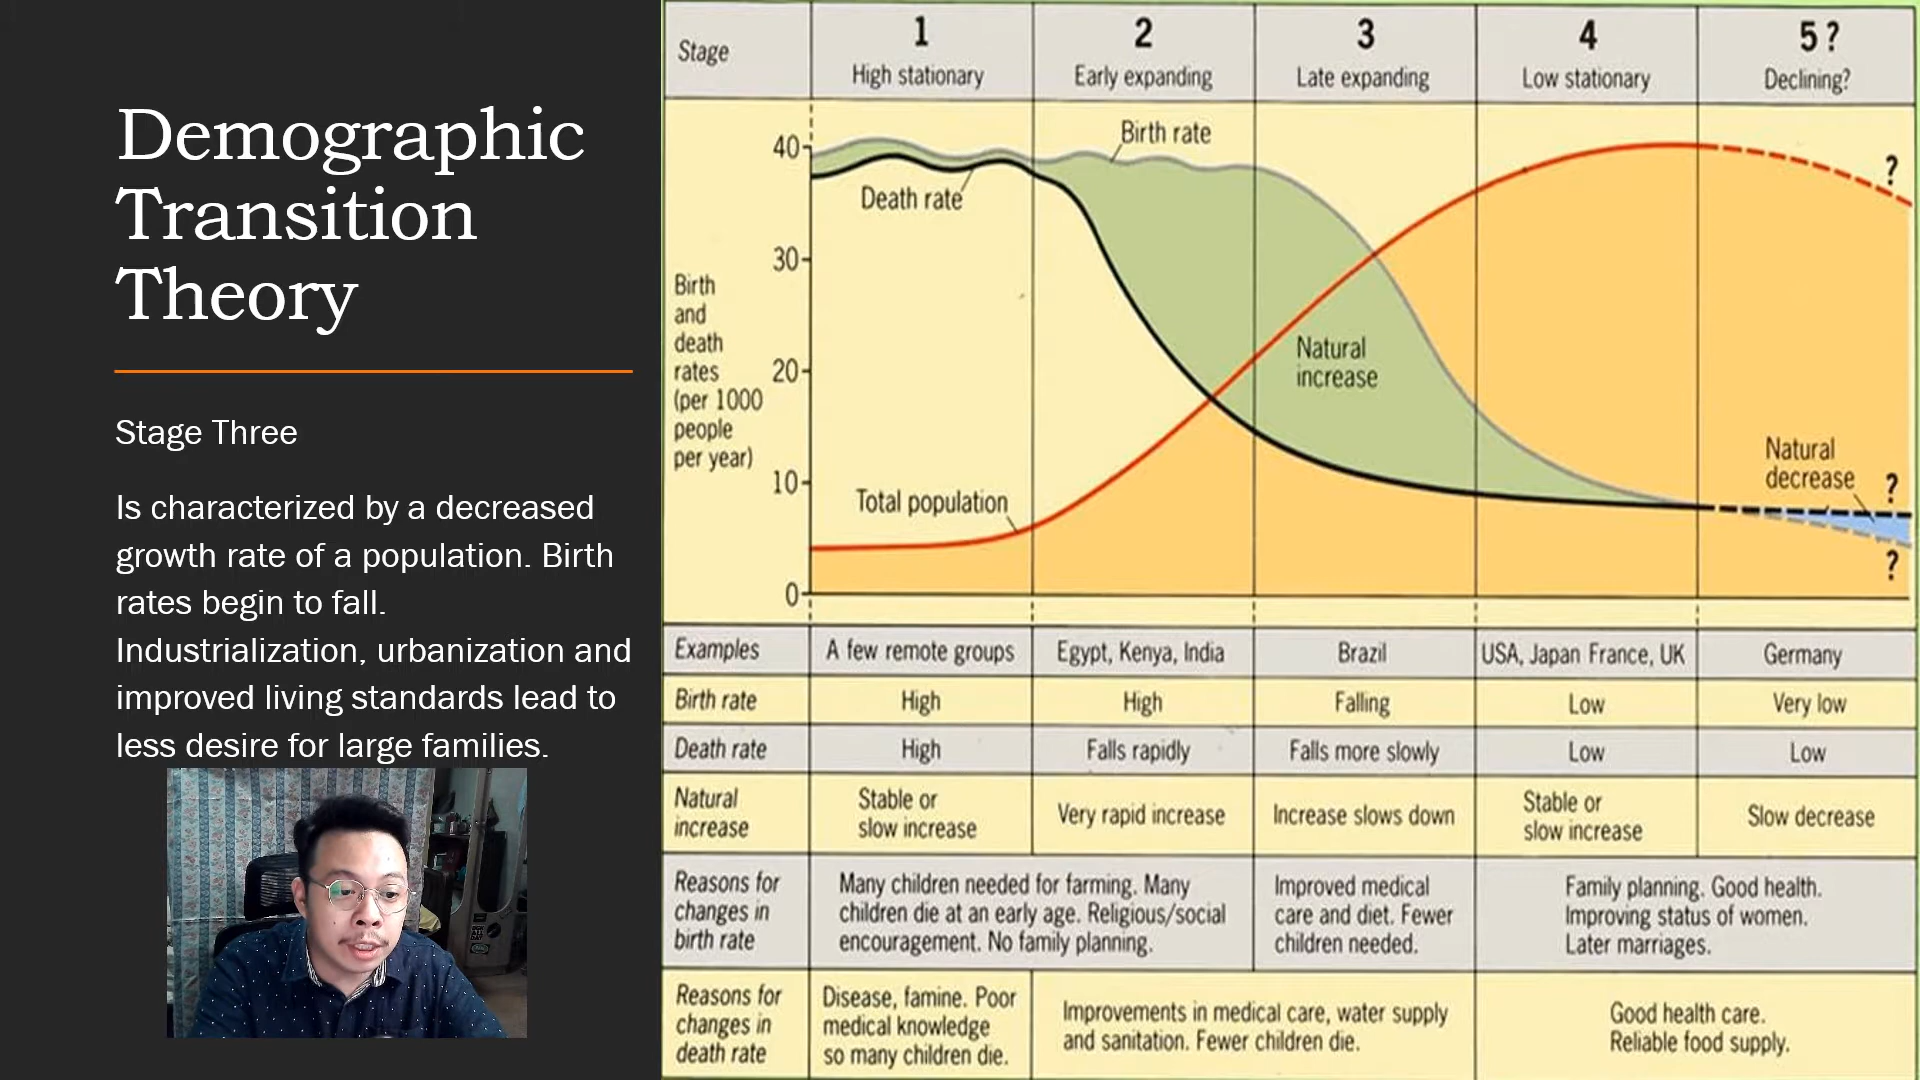 Demographic
Transition
Theory
Stage Three
Is characterized by a decreased
growth rate of a population. Birth
rates begin to fall.
Industrialization, urbanization and
improved living standards lead to
less desire for large families.
Stage
1
High stationary
2
Early expanding
3
Late expanding
4
Low stationary
5?
Declining?
Birth
and
death
rates
(per 1000
people
per year)
40
30
20
10
0
Birth rate
Death rate
Natural
increase
Total population
Natural
decrease
?
?
?
Examples
A few remote groups
Egypt, Kenya, India
Brazil
USA, Japan France, UK
Germany
Birth rate
High
High
Falling
Low
Very low
Death rate
High
Falls rapidly
Falls more slowly
Low
Low
Natural
increase
Stable or
slow increase
Very rapid increase
Increase slows down
Stable or
slow increase
Slow decrease
Reasons for
changes in
birth rate
Many children needed for farming. Many
children die at an early age. Religious/social
encouragement. No family planning.
Improved medical
care and diet. Fewer
children needed.
Family planning. Good health.
Improving status of women.
Later marriages.
Reasons for
changes in
death rate
Disease, famine. Poor
medical knowledge
so many children die.
Improvements in medical care, water supply
and sanitation. Fewer children die.
Good health care.
Reliable food supply.